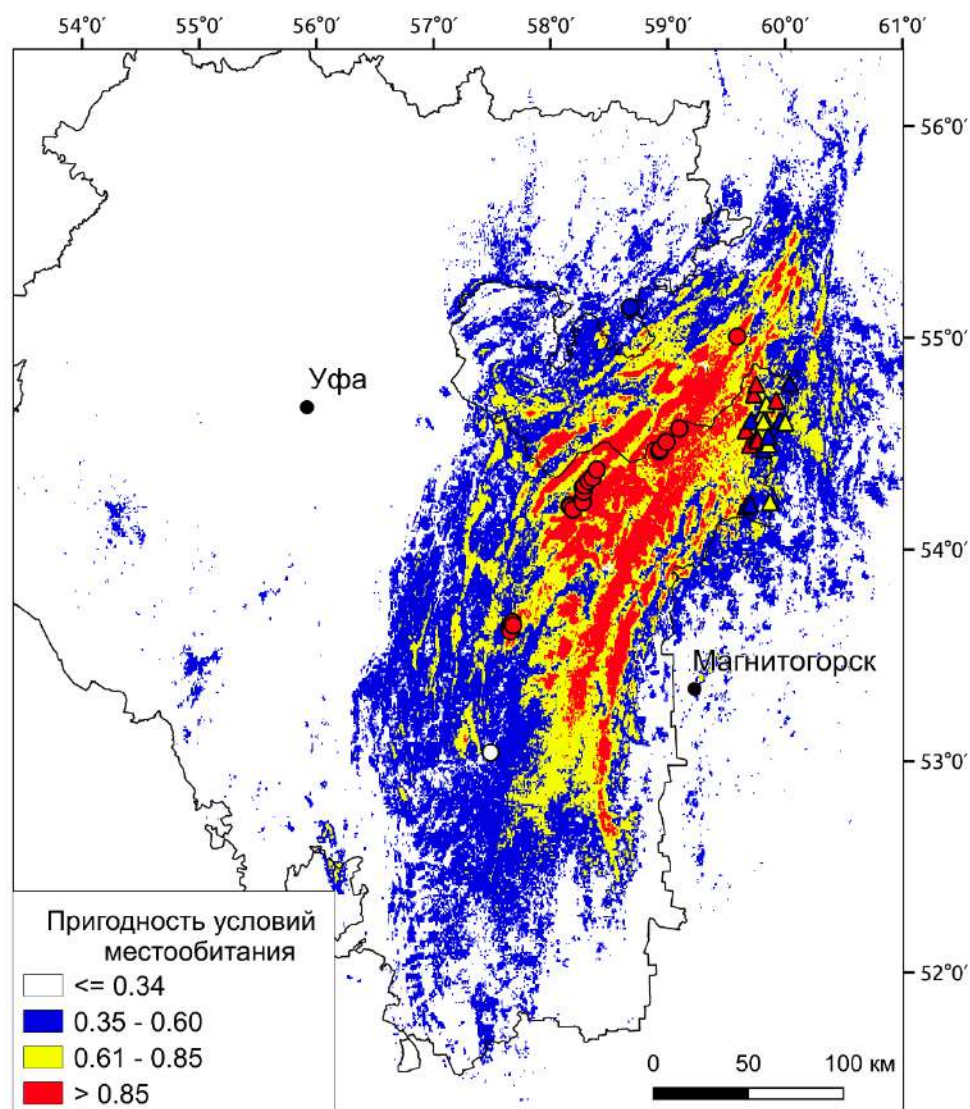 54°0′ 55°0′ 56°0′ 57°0′ 58°0′ 59°0′ 60°0′ 61°0′
56°0′
55°0′
Уфа
54°0′
Магнитогорск
53°0′
Пригодность условий
местообитания
52°0′
<= 0.34
0.35 - 0.60
0.61 - 0.85
> 0.85
0 50 100 км